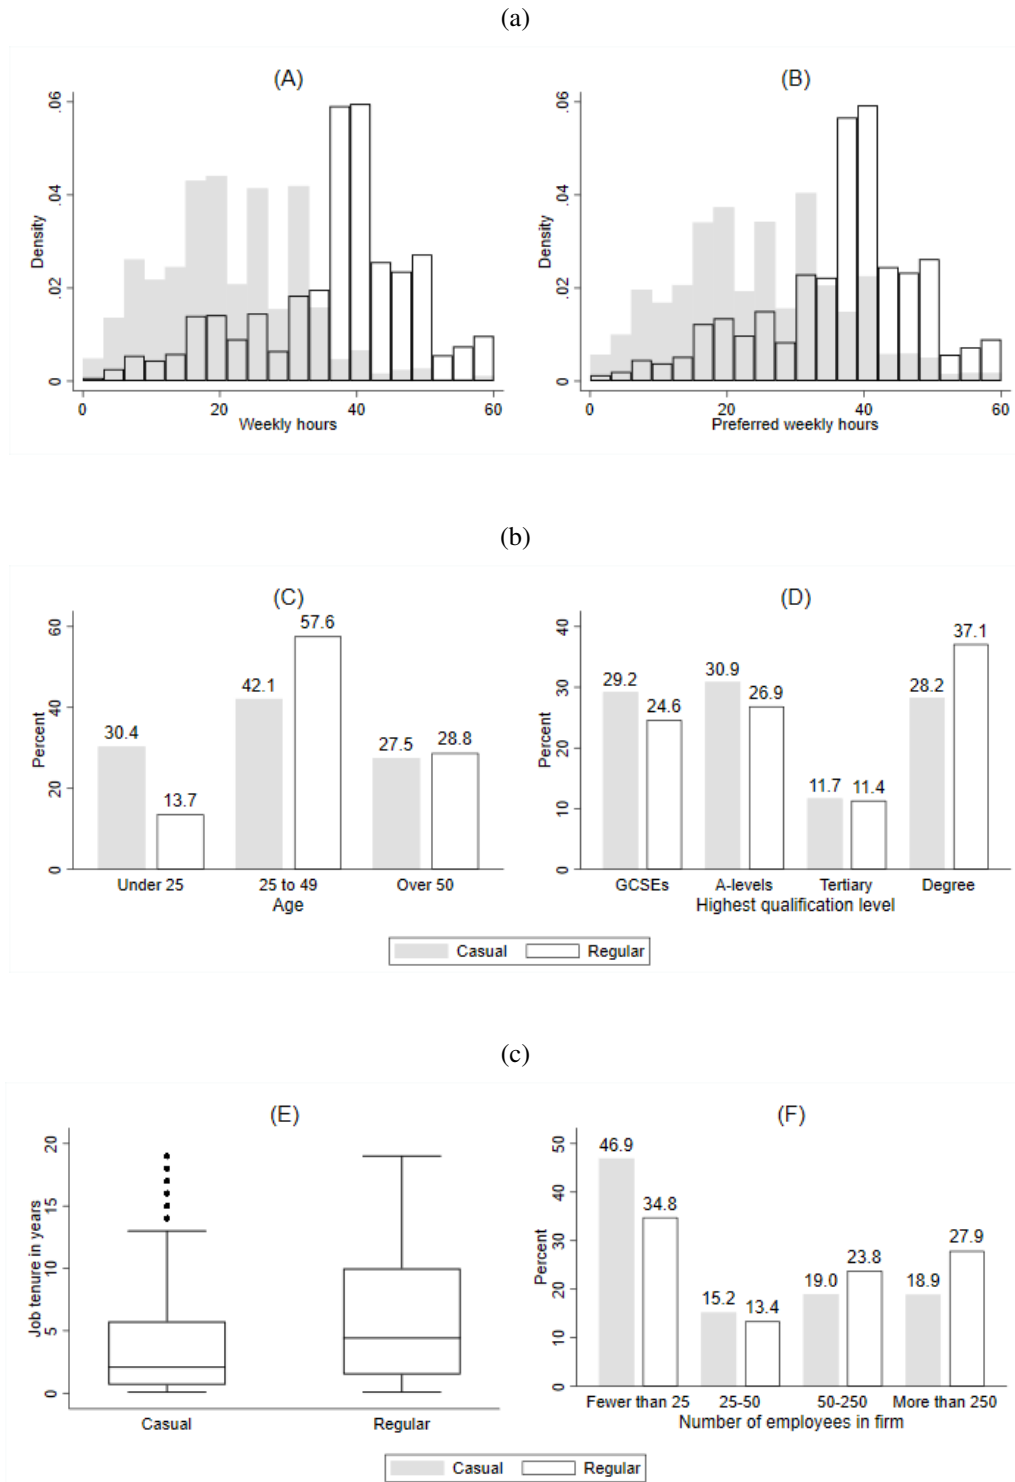 (a)
(A)
Density
0 .02 .04 .06
0 20 40 60
Weekly hours
(B)
Density
0 .02 .04 .06
0 20 40 60
Preferred weekly hours
(b)
(C)
Percent
0 20 40 60
30.4 13.7 42.1 57.6 27.5 28.8
Under 25 25 to 49 Over 50
Age
(D)
Percent
0 10 20 30 40
29.2 24.6 30.9 26.9 11.7 11.4 28.2 37.1
GCSEs A-levels Tertiary Degree
Highest qualification level
Casual Regular
(c)
(E)
Job tenure in years
0 5 10 15 20
Casual Regular
(F)
Percent
0 10 20 30 40 50
46.9 34.8 15.2 13.4 19.0 23.8 18.9 27.9
Fewer than 25 25-50 50-250 More than 250
Number of employees in firm
Casual Regular